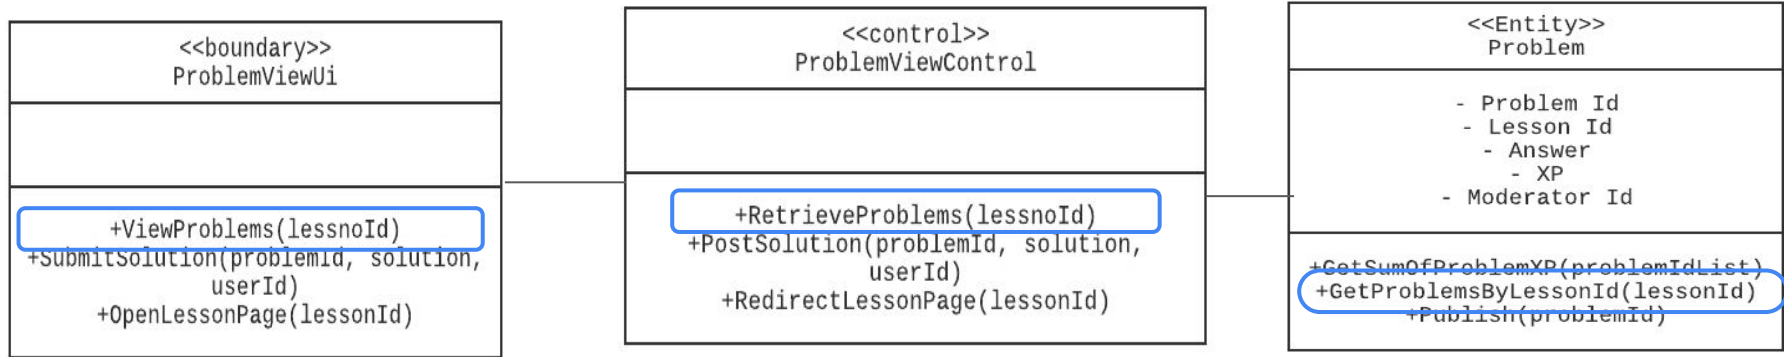 <<boundary>>
ProblemViewUi
+ViewProblems(lessnoId)
+SubmitSolution(problemId, solution,
userId)
+OpenLessonPage(lessonId)
<<control>>
ProblemViewControl
+RetrieveProblems(lessnoId)
+PostSolution(problemId, solution,
userId)
+RedirectLessonPage(lessonId)
<<Entity>>
Problem
- Problem Id
- Lesson Id
- Answer
- XP
- Moderator Id
+GetSumOfProblemXP(problemIdList)
+GetProblemsByLessonId(lessonId)
+Publish(problemId)